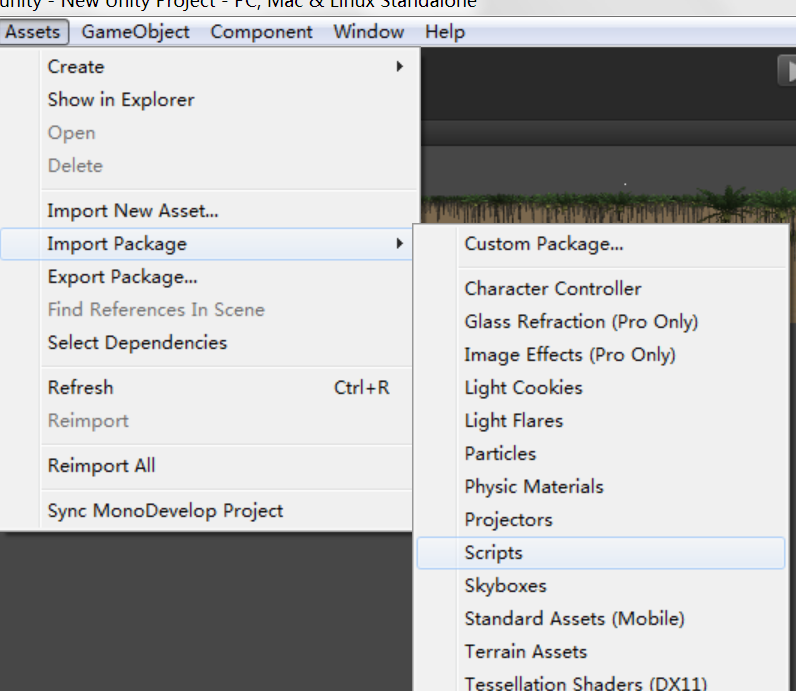 unity - New Unity Project - PC, Mac & Linux Standalone
Assets GameObject Component Window Help
Create
Show in Explorer
Open
Delete
Import New Asset...
Import Package
Export Package...
Find References In Scene
Select Dependencies
Refresh Ctrl+R
Reimport
Reimport All
Sync MonoDevelop Project
Custom Package...
Character Controller
Glass Refraction (Pro Only)
Image Effects (Pro Only)
Light Cookies
Light Flares
Particles
Physic Materials
Projectors
Scripts
Skyboxes
Standard Assets (Mobile)
Terrain Assets
Tessellation Shaders (DX11)